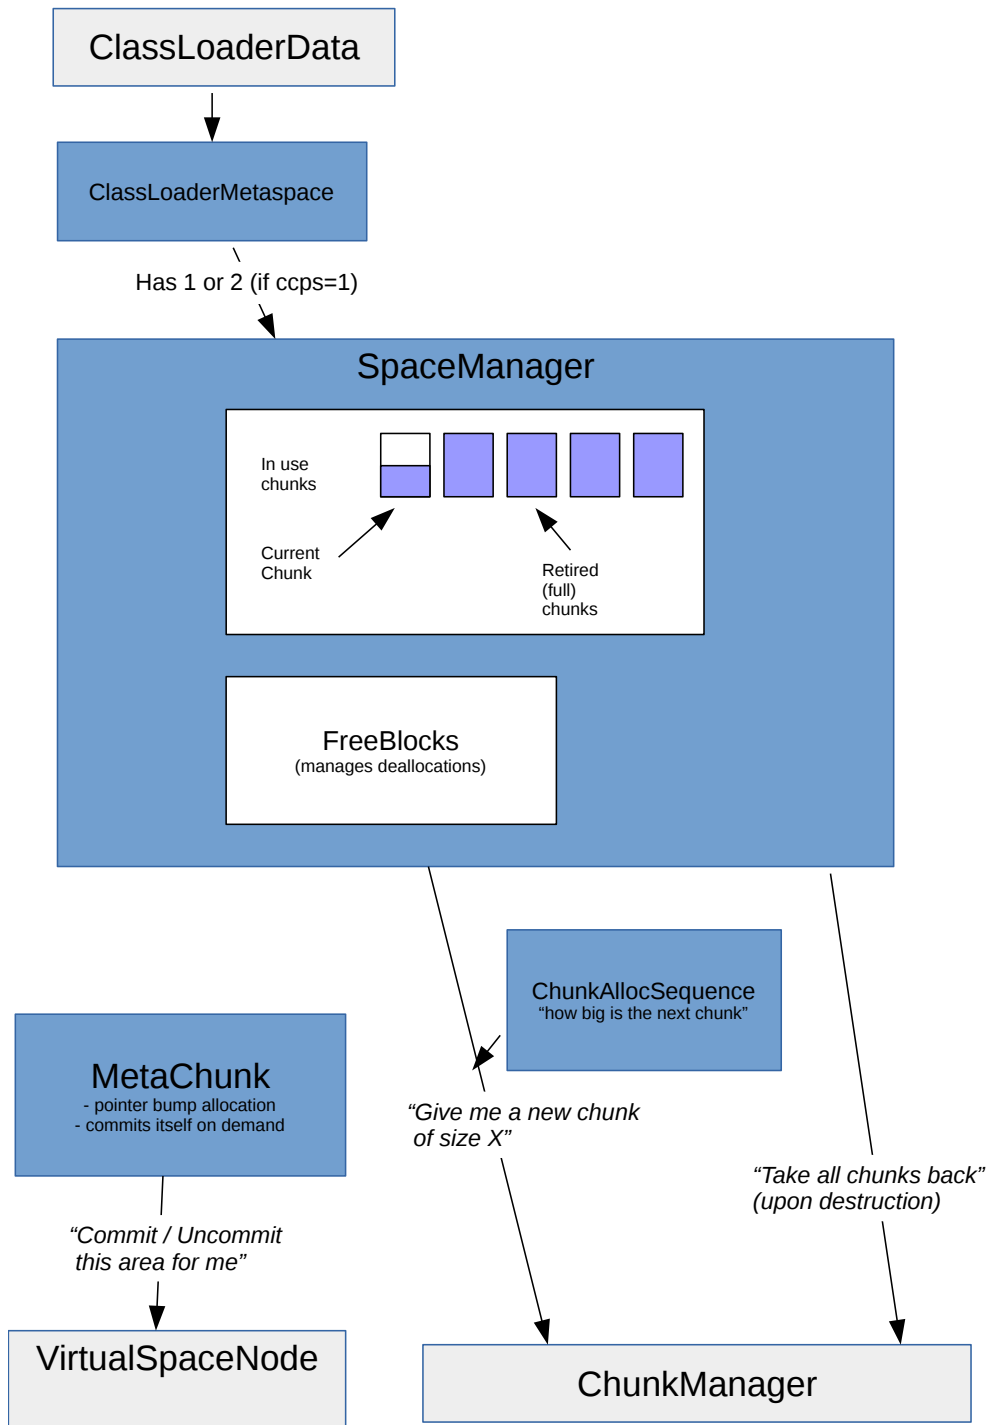 ClassLoaderData
ClassLoaderMetaspace
Has 1 or 2 (if ccps=1)
SpaceManager
In use
chunks
Current
Chunk
Retired
(full)
chunks
FreeBlocks
(manages deallocations)
ChunkAllocSequence
“how big is the next chunk”
MetaChunk
- pointer bump allocation
- commits itself on demand
“Give me a new chunk
of size X”
“Take all chunks back”
(upon destruction)
“Commit / Uncommit
this area for me”
VirtualSpaceNode
ChunkManager